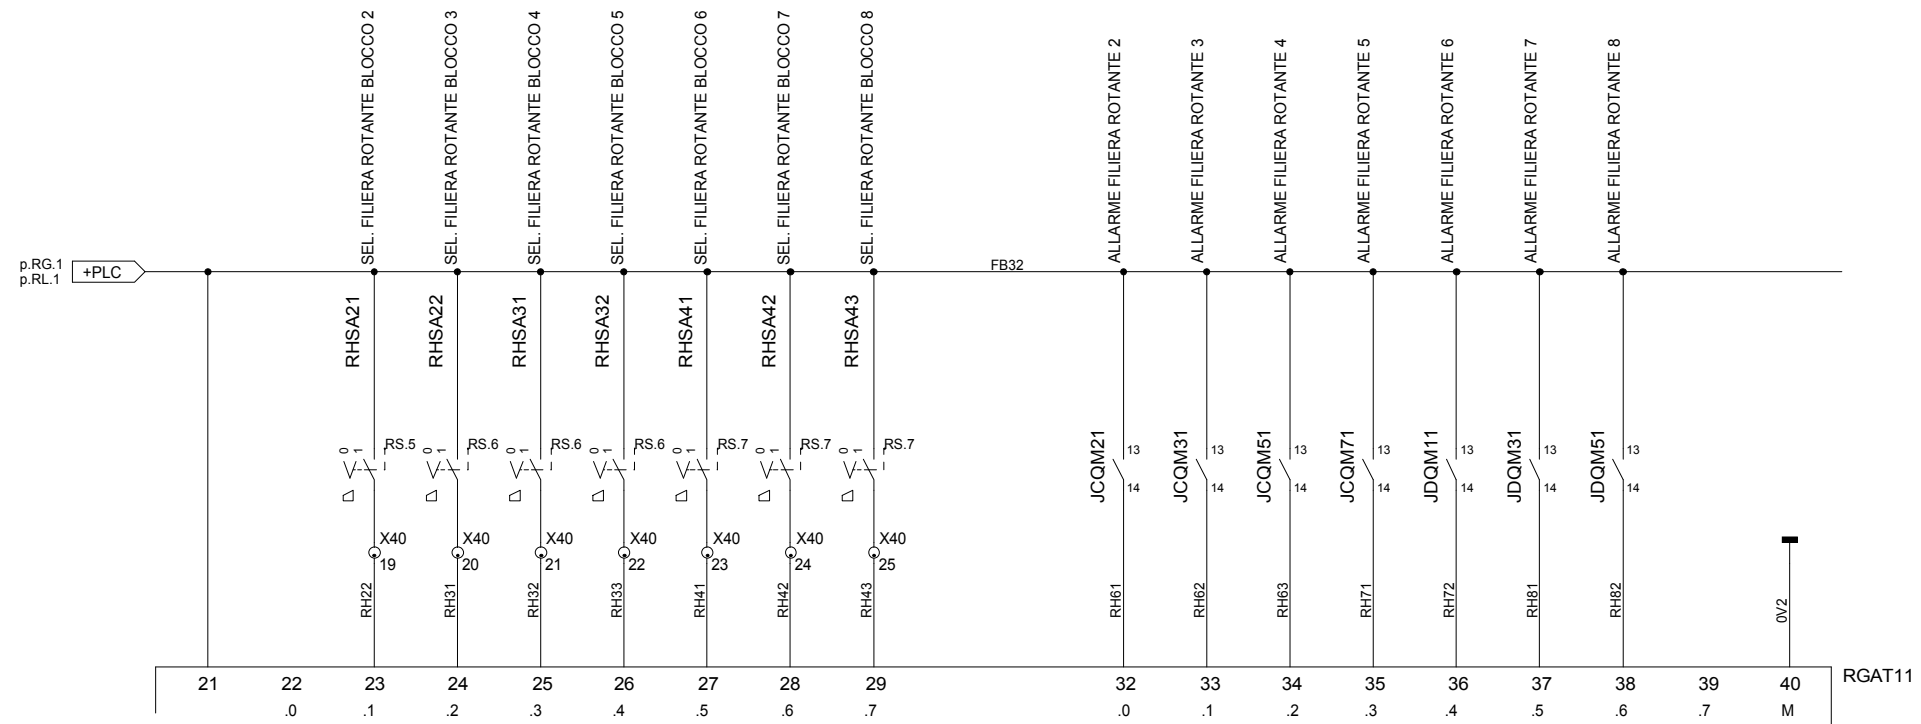 SEL. FILIERA ROTANTE BLOCCO 2
SEL. FILIERA ROTANTE BLOCCO 3
SEL. FILIERA ROTANTE BLOCCO 4
SEL. FILIERA ROTANTE BLOCCO 5
SEL. FILIERA ROTANTE BLOCCO 6
SEL. FILIERA ROTANTE BLOCCO 7
SEL. FILIERA ROTANTE BLOCCO 8
ALLARME FILIERA ROTANTE 2
ALLARME FILIERA ROTANTE 3
ALLARME FILIERA ROTANTE 4
ALLARME FILIERA ROTANTE 5
ALLARME FILIERA ROTANTE 6
ALLARME FILIERA ROTANTE 7
ALLARME FILIERA ROTANTE 8
p.RG.1
p.RL.1
+PLC
FB32
RHSA21
RHSA22
RHSA31
RHSA32
RHSA41
RHSA42
RHSA43
0 1 RS.5
0 1 RS.6
0 1 RS.6
0 1 RS.6
0 1 RS.7
0 1 RS.7
0 1 RS.7
JCQM21 13 14
JCQM31 13 14
JCQM51 13 14
JCQM71 13 14
JDQM11 13 14
JDQM31 13 14
JDQM51 13 14
X40 19
X40 20
X40 21
X40 22
X40 23
X40 24
X40 25
RH22
RH31
RH32
RH33
RH41
RH42
RH43
RH61
RH62
RH63
RH71
RH72
RH81
RH82
0V2
21 22 23 24 25 26 27 28 29 32 33 34 35 36 37 38 39 40 RGAT11
.0 .1 .2 .3 .4 .5 .6 .7 .0 .1 .2 .3 .4 .5 .6 .7 M